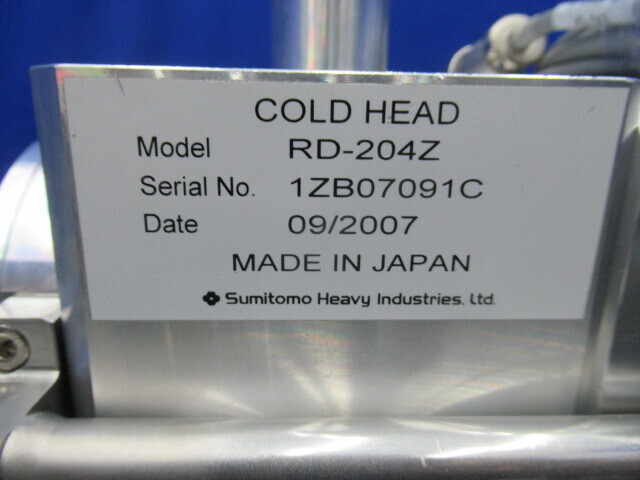 COLD HEAD
Model RD-204Z
Serial No. 1ZB07091C
Date 09/2007
MADE IN JAPAN
Sumitomo Heavy Industries, Ltd.